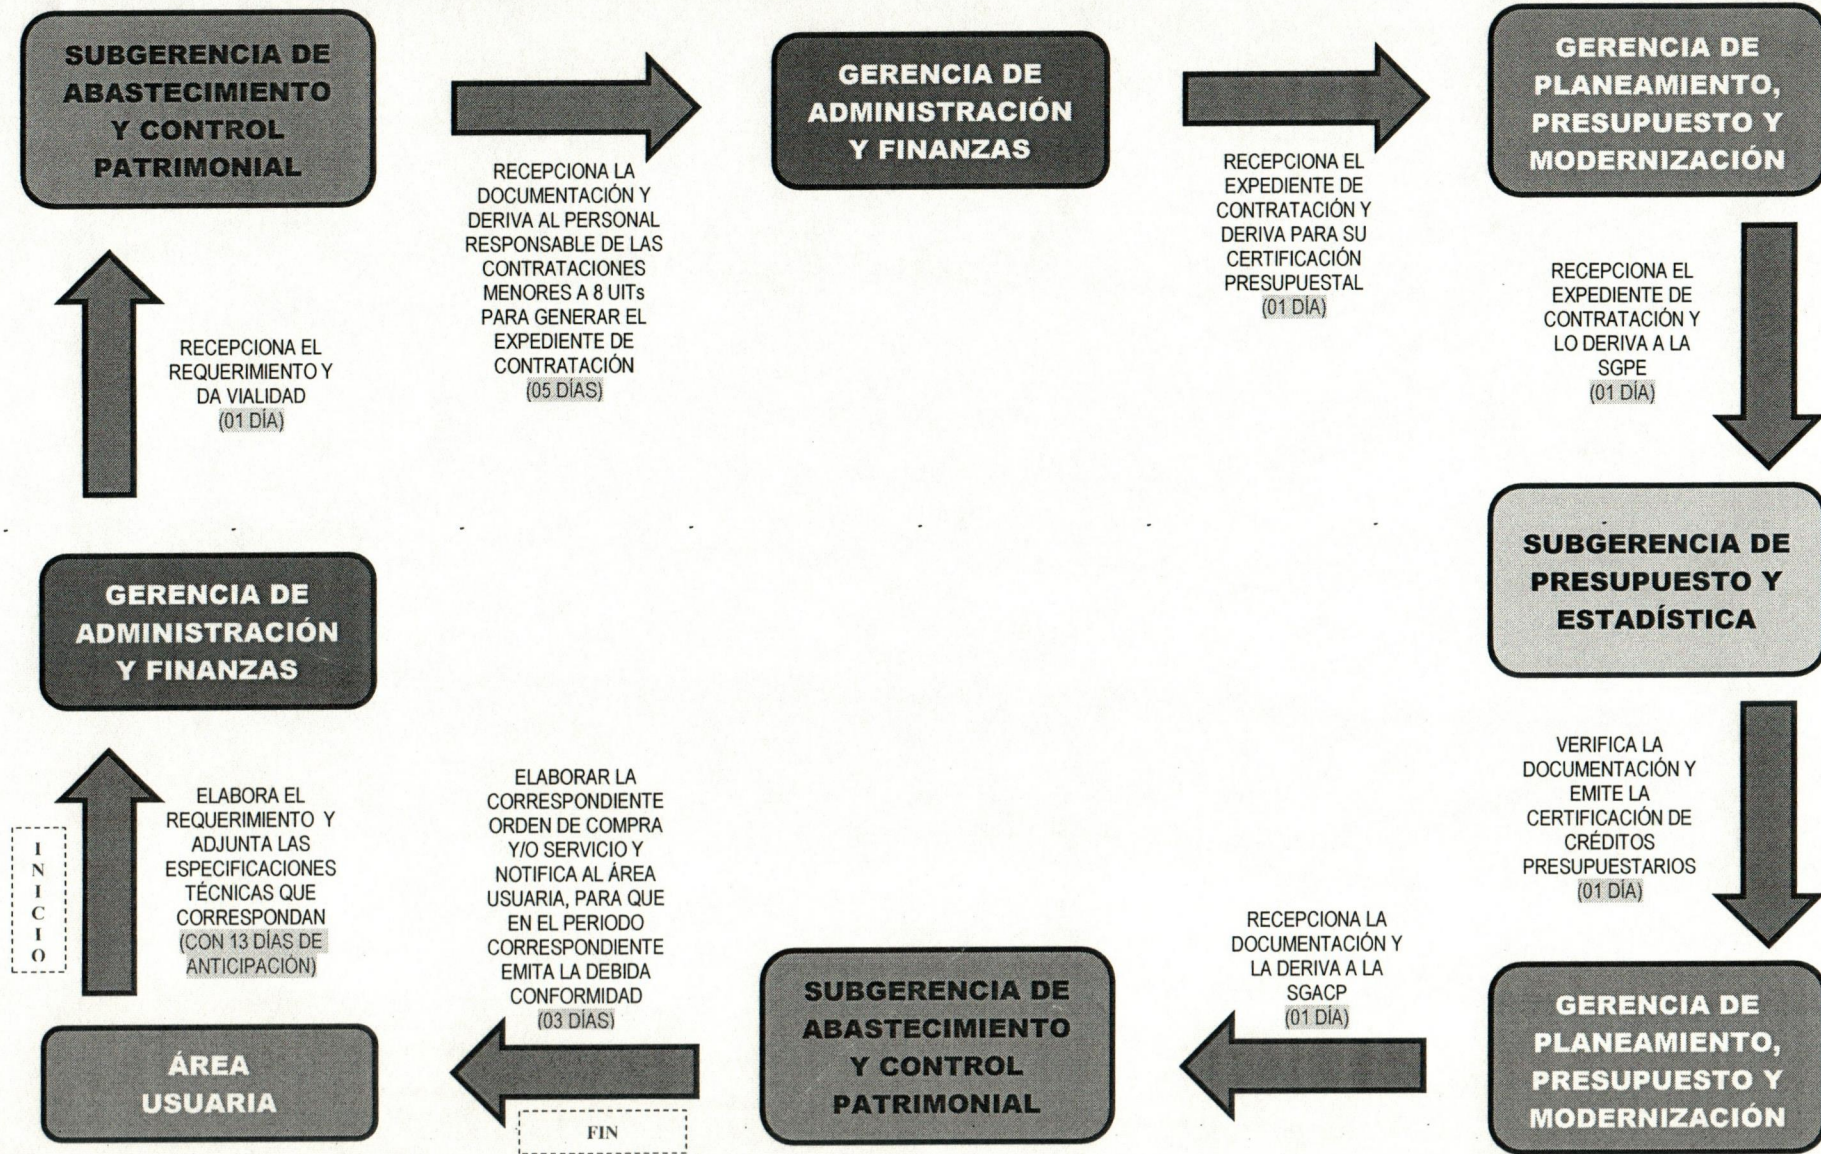 SUBGERENCIA DE
ABASTECIMIENTO
Y CONTROL
PATRIMONIAL
RECEPCIONA LA
DOCUMENTACIÓN Y
DERIVA AL PERSONAL
RESPONSABLE DE LAS
CONTRATACIONES
MENORES A 8 UITs
PARA GENERAR EL
EXPEDIENTE DE
CONTRATACIÓN
(05 DÍAS)
GERENCIA DE
ADMINISTRACIÓN
Y FINANZAS
RECEPCIONA EL
EXPEDIENTE DE
CONTRATACIÓN Y
DERIVA PARA SU
CERTIFICACIÓN
PRESUPUESTAL
(01 DÍA)
GERENCIA DE
PLANEAMIENTO,
PRESUPUESTO Y
MODERNIZACIÓN
RECEPCIONA EL
REQUERIMIENTO Y
DA VIALIDAD
(01 DÍA)
RECEPCIONA EL
EXPEDIENTE DE
CONTRATACIÓN Y
LO DERIVA A LA
SGPE
(01 DÍA)
GERENCIA DE
ADMINISTRACIÓN
Y FINANZAS
SUBGERENCIA DE
PRESUPUESTO Y
ESTADÍSTICA
INICIO
ELABORA EL
REQUERIMIENTO Y
ADJUNTA LAS
ESPECIFICACIONES
TÉCNICAS QUE
CORRESPONDAN
(CON 13 DÍAS DE
ANTICIPACIÓN)
ELABORAR LA
CORRESPONDIENTE
ORDEN DE COMPRA
Y/O SERVICIO Y
NOTIFICA AL ÁREA
USUARIA, PARA QUE
EN EL PERIODO
CORRESPONDIENTE
EMITA LA DEBIDA
CONFORMIDAD
(03 DÍAS)
VERIFICA LA
DOCUMENTACIÓN Y
EMITE LA
CERTIFICACIÓN DE
CRÉDITOS
PRESUPUESTARIOS
(01 DÍA)
RECEPCIONA LA
DOCUMENTACIÓN Y
LA DERIVA A LA
SGACP
(01 DÍA)
ÁREA
USUARIA
FIN
SUBGERENCIA DE
ABASTECIMIENTO
Y CONTROL
PATRIMONIAL
GERENCIA DE
PLANEAMIENTO,
PRESUPUESTO Y
MODERNIZACIÓN